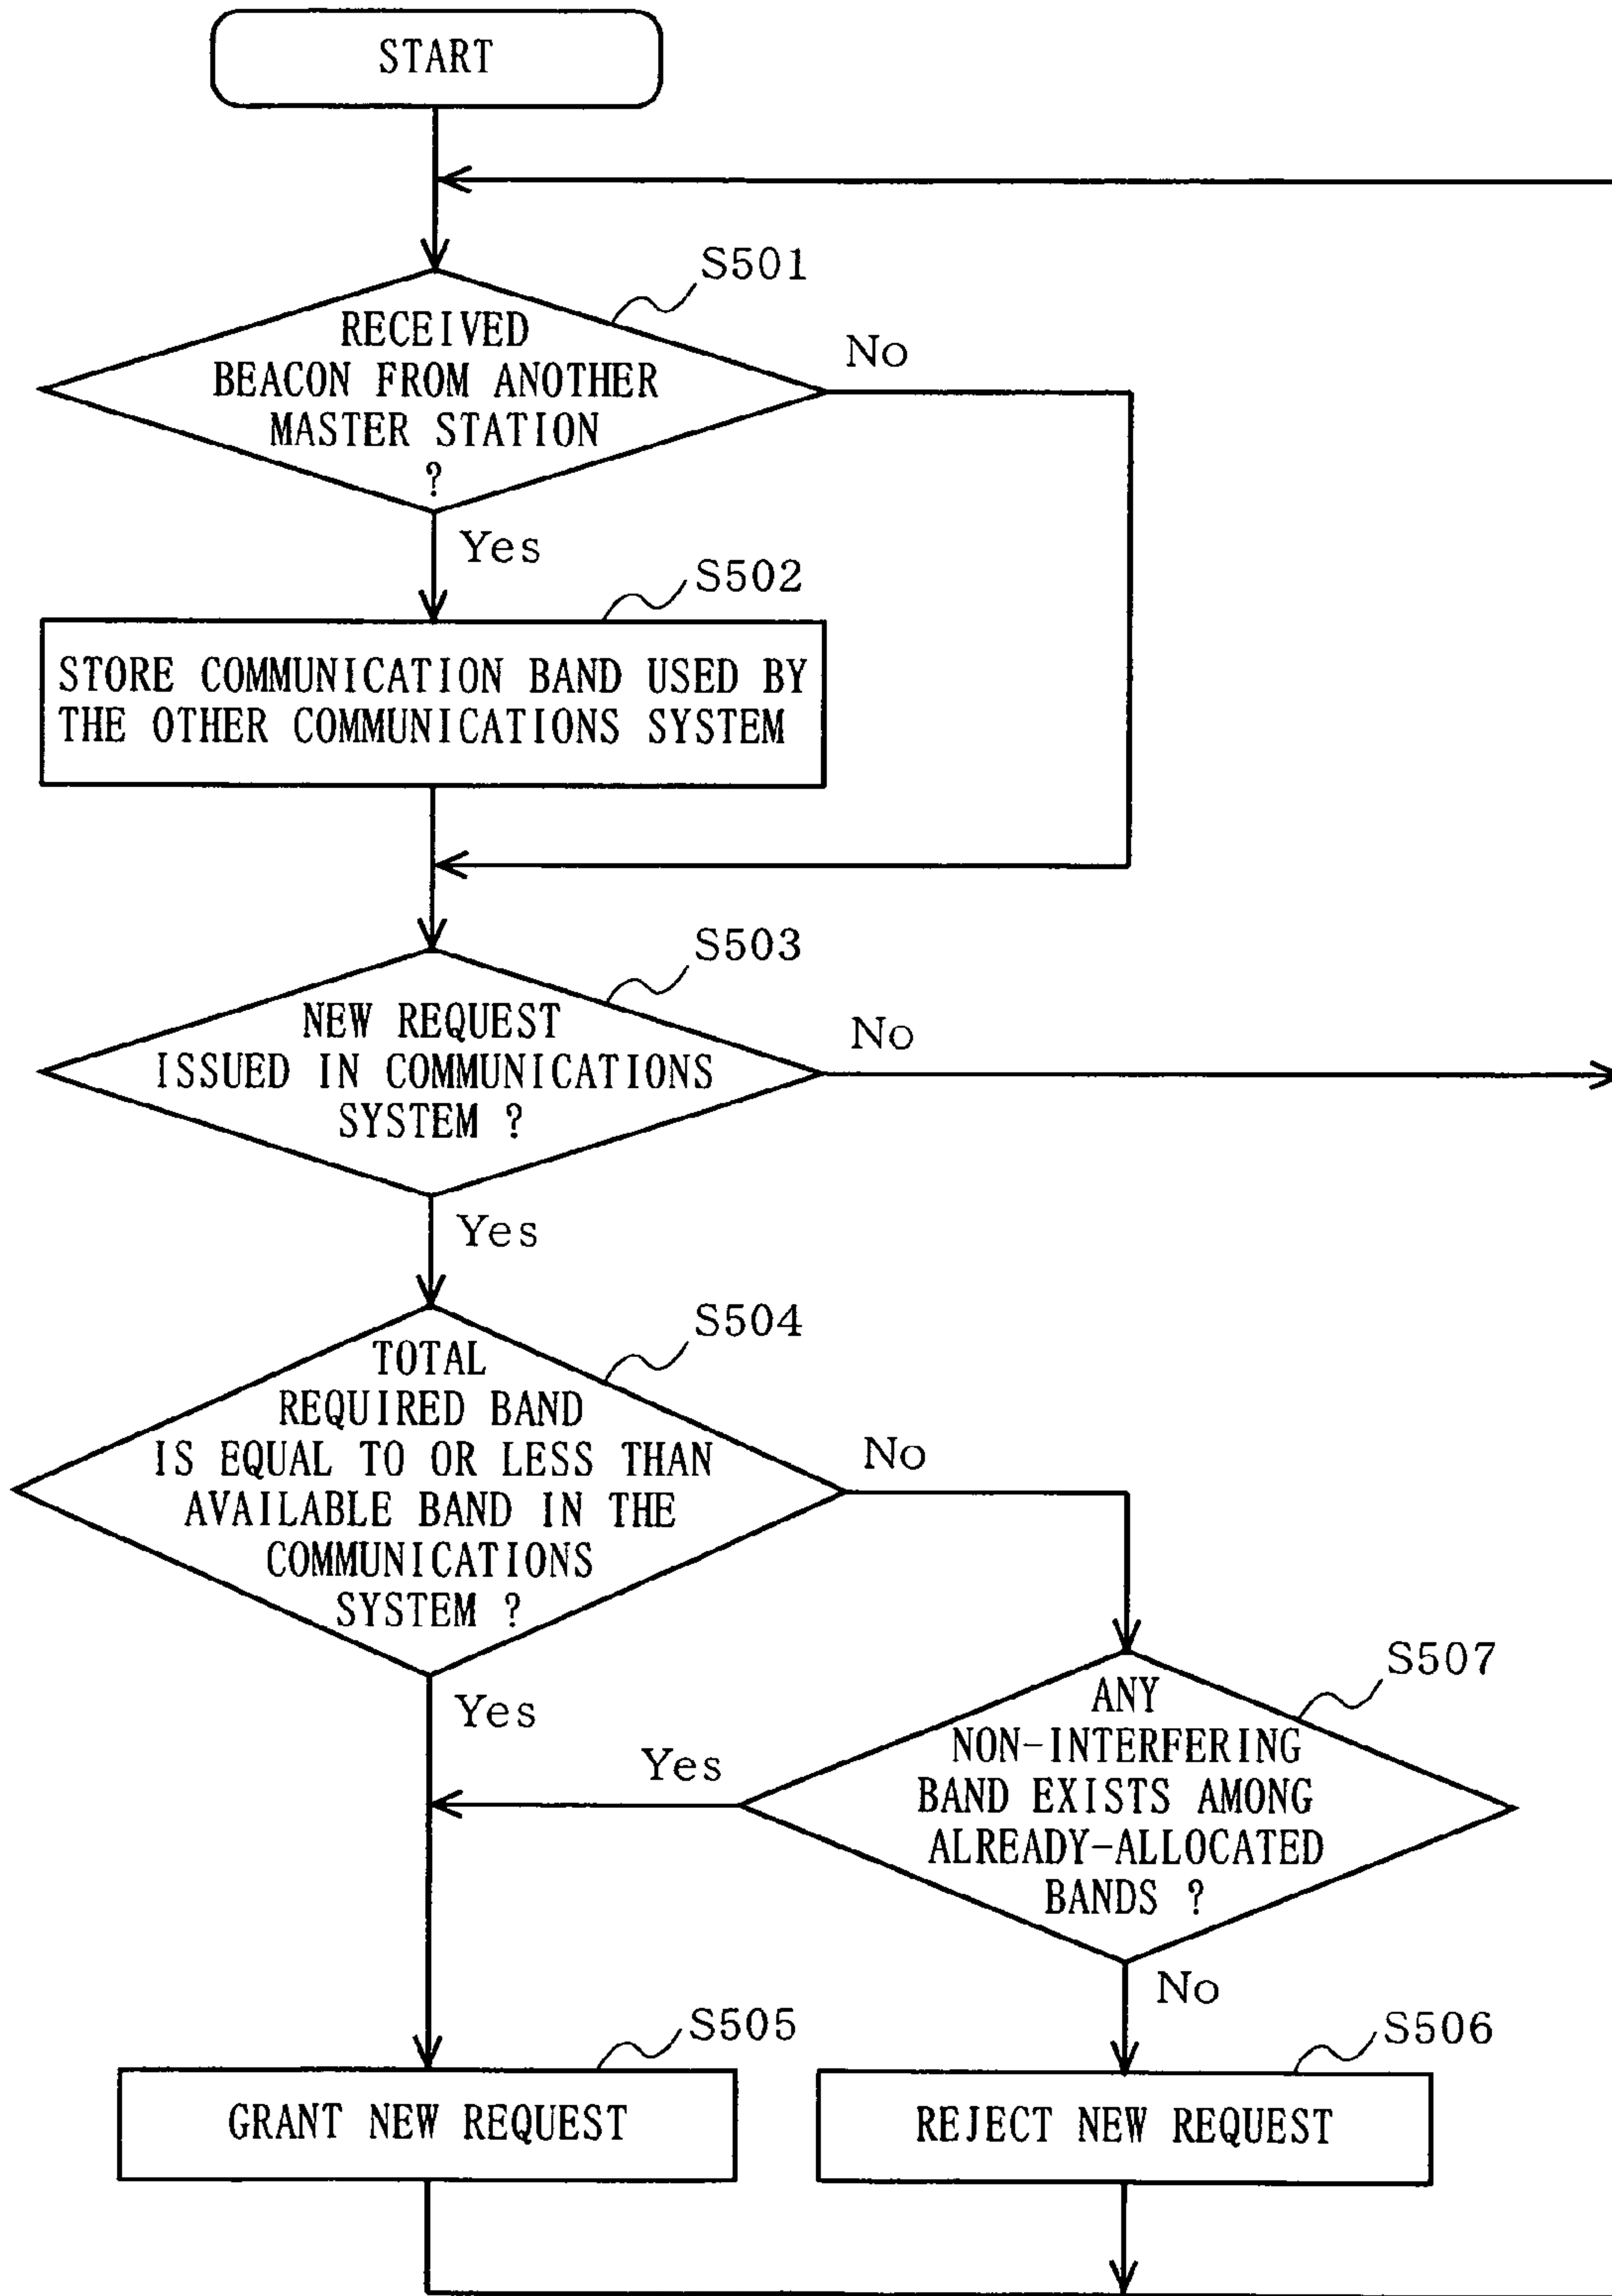 START
S501
RECEIVED
BEACON FROM ANOTHER
MASTER STATION
?
No
Yes
S502
STORE COMMUNICATION BAND USED BY
THE OTHER COMMUNICATIONS SYSTEM
S503
NEW REQUEST
ISSUED IN COMMUNICATIONS
SYSTEM ?
No
Yes
S504
TOTAL
REQUIRED BAND
IS EQUAL TO OR LESS THAN
AVAILABLE BAND IN THE
COMMUNICATIONS
SYSTEM ?
No
Yes
S507
ANY
NON-INTERFERING
BAND EXISTS AMONG
ALREADY-ALLOCATED
BANDS ?
Yes
No
S505
GRANT NEW REQUEST
S506
REJECT NEW REQUEST